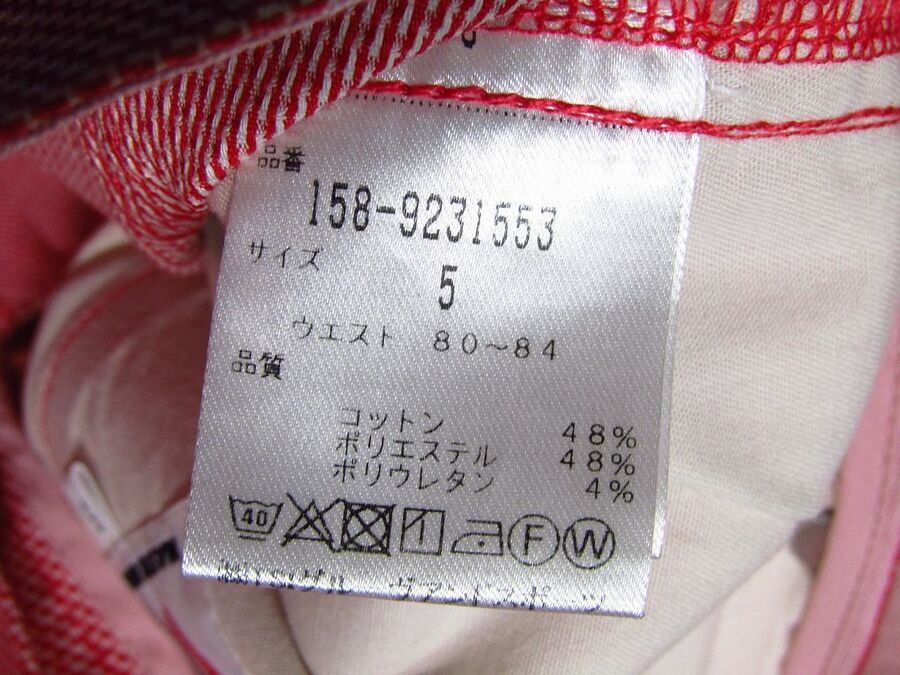 品番
158-9231553
サイズ
5
ウエスト 80～84
品質
コットン 48%
ポリエステル 48%
ポリウレタン 4%
40
F W